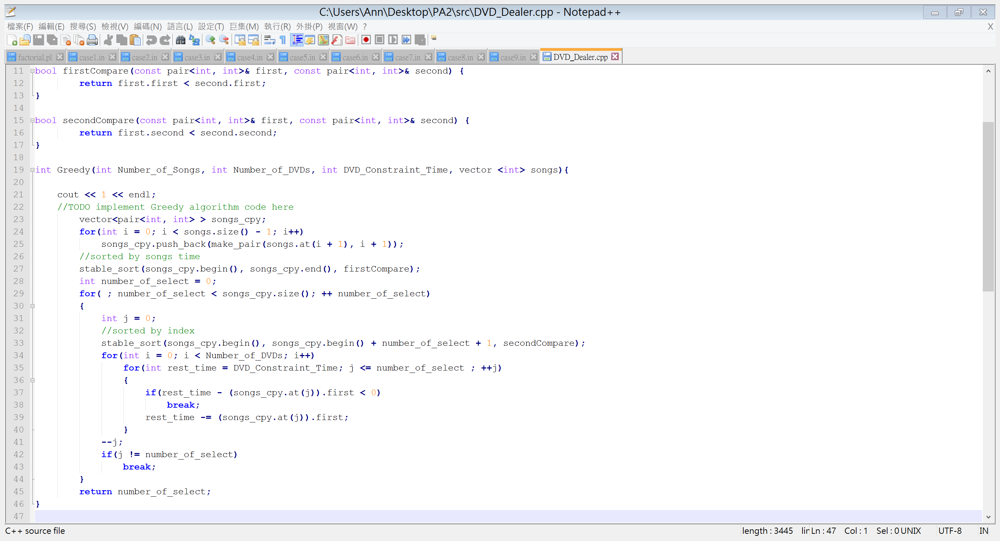 C:\Users\Ann\Desktop\PA2\src\DVD_Dealer.cpp - Notepad++
檔案(F) 編輯(E) 搜尋(S) 檢視(V) 編碼(N) 語言(L) 設定(T) 巨集(M) 執行(R) 外掛(P) 視窗(W) ? X
factorial.pl case1.in case2.in case3.in case4.in case5.in case6.in case7.in case8.in case9.in DVD_Dealer.cpp
11 bool firstCompare(const pair<int, int>& first, const pair<int, int>& second) {
12 return first.first < second.first;
13 }
14
15 bool secondCompare(const pair<int, int>& first, const pair<int, int>& second) {
16 return first.second < second.second;
17 }
18
19 int Greedy(int Number_of_Songs, int Number_of_DVDs, int DVD_Constraint_Time, vector <int> songs){
20
21 cout << 1 << endl;
22 //TODO implement Greedy algorithm code here
23 vector<pair<int, int> > songs_cpy;
24 for(int i = 0; i < songs.size() - 1; i++)
25 songs_cpy.push_back(make_pair(songs.at(i + 1), i + 1));
26 //sorted by songs time
27 stable_sort(songs_cpy.begin(), songs_cpy.end(), firstCompare);
28 int number_of_select = 0;
29 for( ; number_of_select < songs_cpy.size(); ++ number_of_select)
30 {
31 int j = 0;
32 //sorted by index
33 stable_sort(songs_cpy.begin(), songs_cpy.begin() + number_of_select + 1, secondCompare);
34 for(int i = 0; i < Number_of_DVDs; i++)
35 for(int rest_time = DVD_Constraint_Time; j <= number_of_select ; ++j)
36 {
37 if(rest_time - (songs_cpy.at(j)).first < 0)
38 break;
39 rest_time -= (songs_cpy.at(j)).first;
40 }
41 --j;
42 if(j != number_of_select)
43 break;
44 }
45 return number_of_select;
46 }
47
C++ source file length : 3445 lin Ln : 47 Col : 1 Sel : 0 UNIX UTF-8 IN